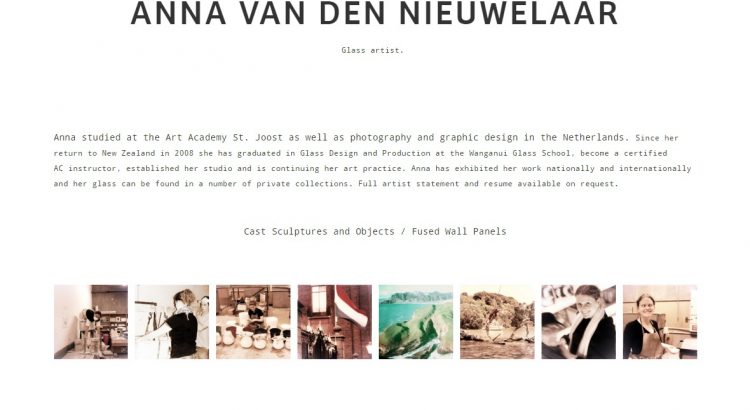 ANNA VAN DEN NIEUWELAAR
Glass artist.
Anna studied at the Art Academy St. Joost as well as photography and graphic design in the Netherlands. Since her
return to New Zealand in 2008 she has graduated in Glass Design and Production at the Wanganui Glass School, become a certified
AC instructor, established her studio and is continuing her art practice. Anna has exhibited her work nationally and internationally
and her glass can be found in a number of private collections. Full artist statement and resume available on request.
Cast Sculptures and Objects / Fused Wall Panels